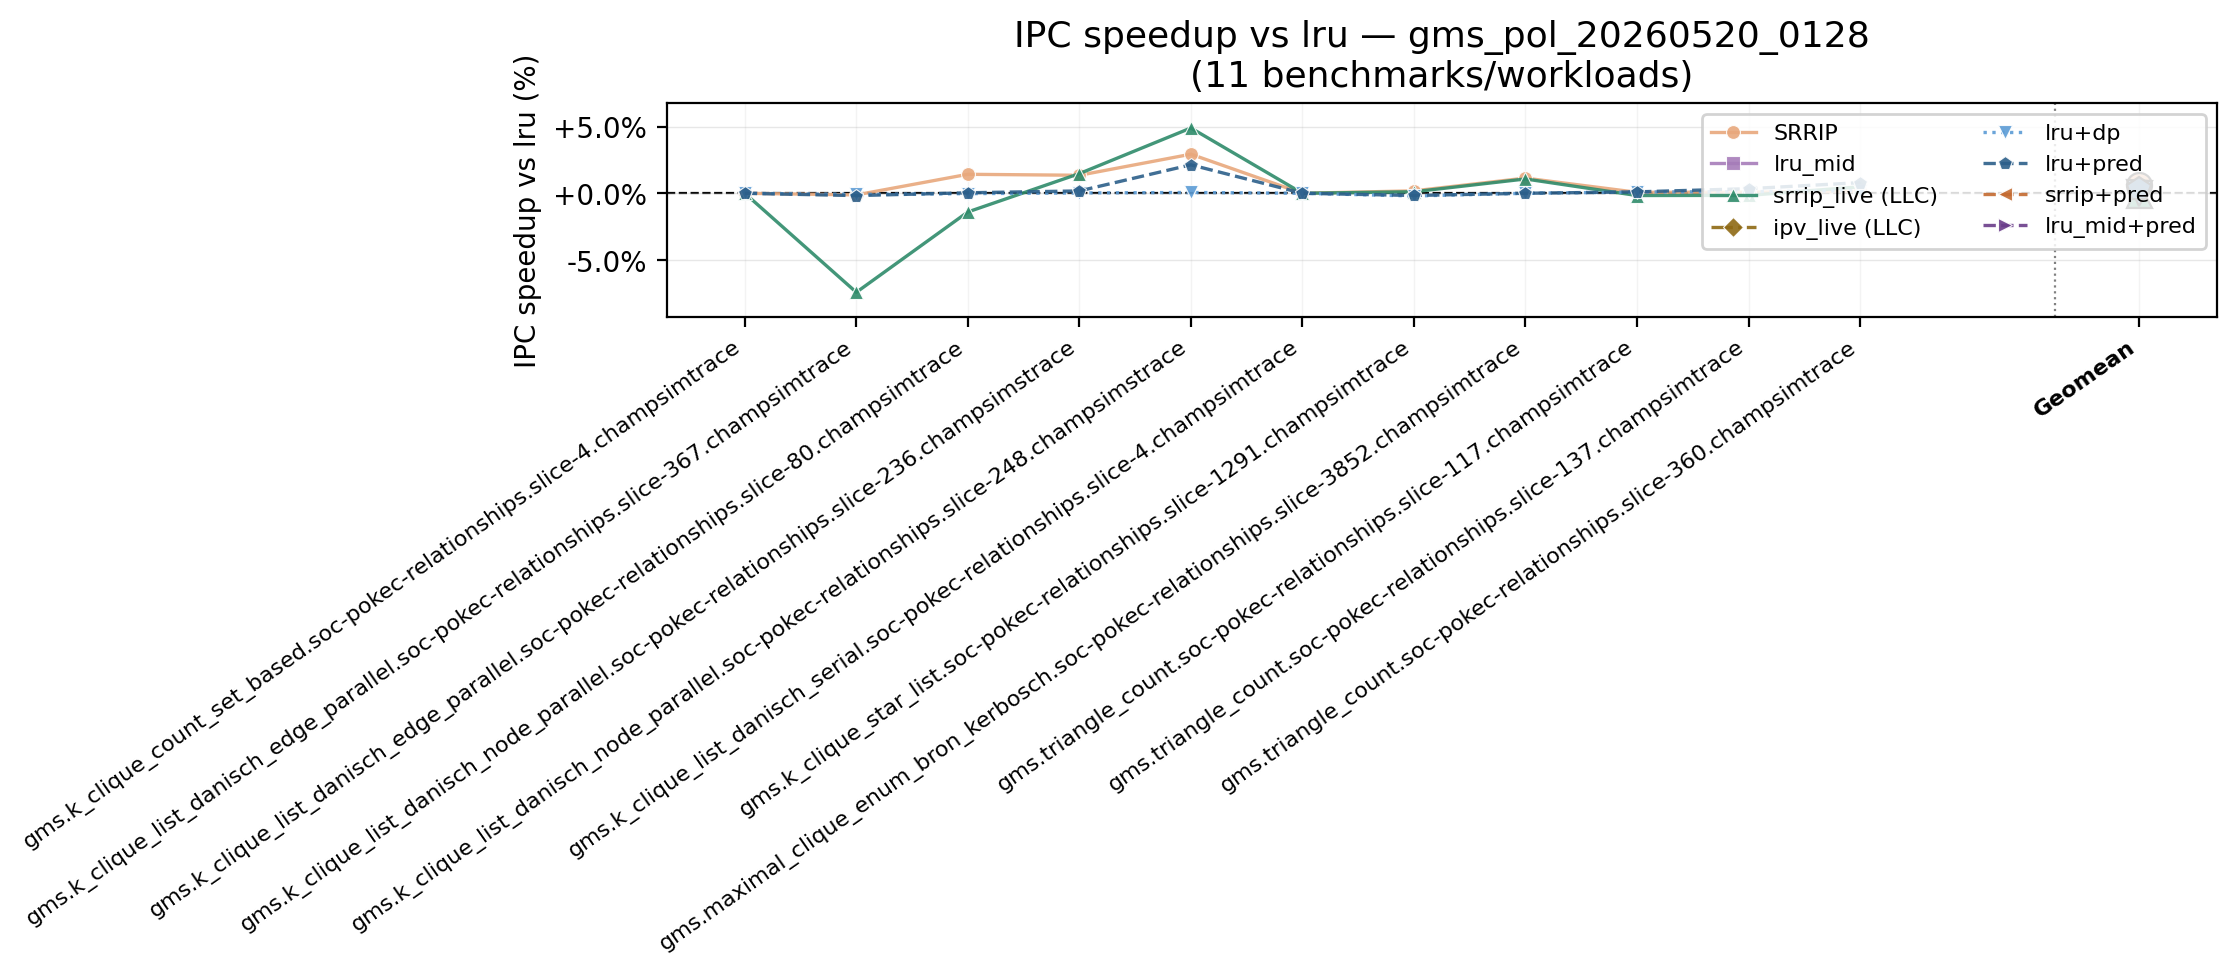 IPC speedup vs lru — gms_pol_20260520_0128
(11 benchmarks/workloads)
IPC speedup vs lru (%)
+5.0%
+0.0%
-5.0%
SRRIP
lru_mid
srrip_live (LLC)
ipv_live (LLC)
lru+dp
lru+pred
srrip+pred
lru_mid+pred
gms.k_clique_count_set_based.soc-pokec-relationships.slice-4.champsimtrace
gms.k_clique_list_danisch_edge_parallel.soc-pokec-relationships.slice-367.champsimtrace
gms.k_clique_list_danisch_edge_parallel.soc-pokec-relationships.slice-80.champsimtrace
gms.k_clique_list_danisch_node_parallel.soc-pokec-relationships.slice-236.champsimstrace
gms.k_clique_list_danisch_node_parallel.soc-pokec-relationships.slice-248.champsimstrace
gms.k_clique_list_danisch_serial.soc-pokec-relationships.slice-4.champsimtrace
gms.k_clique_star_list.soc-pokec-relationships.slice-1291.champsimtrace
gms.maximal_clique_enum_bron_kerbosch.soc-pokec-relationships.slice-3852.champsimtrace
gms.triangle_count.soc-pokec-relationships.slice-117.champsimtrace
gms.triangle_count.soc-pokec-relationships.slice-137.champsimtrace
gms.triangle_count.soc-pokec-relationships.slice-360.champsimtrace
Geomean